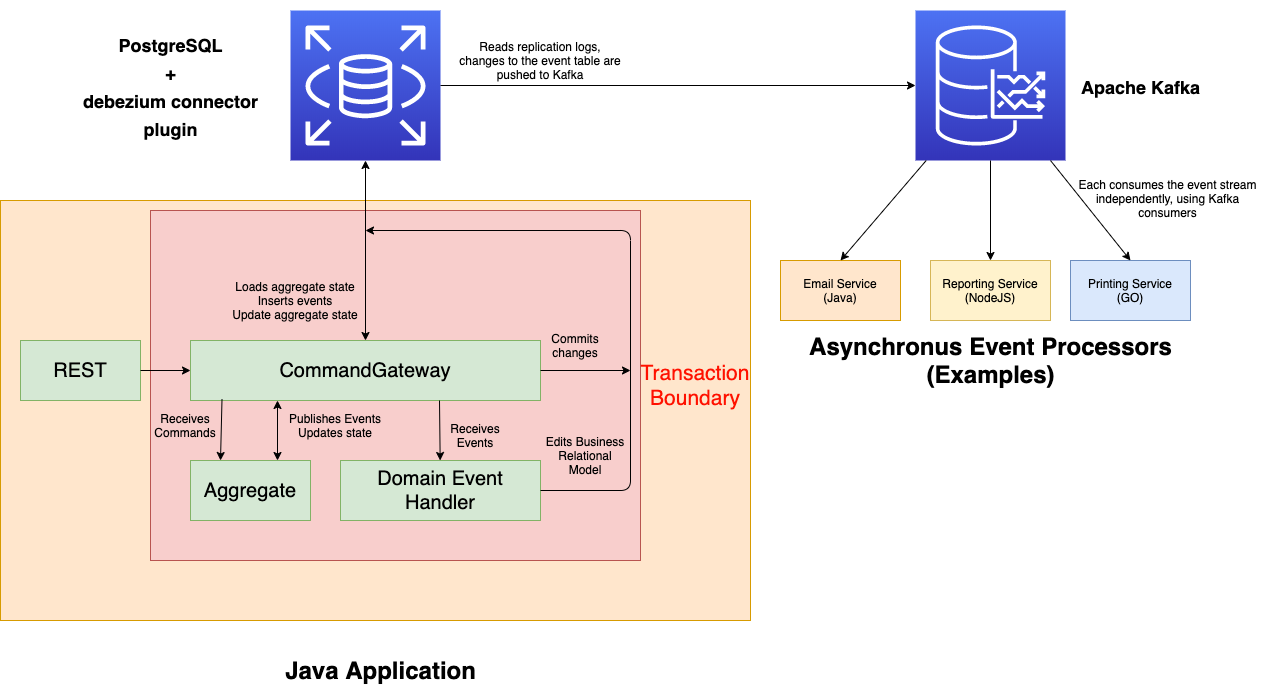 PostgreSQL
+
debezium connector
plugin
Reads replication logs,
changes to the event table are
pushed to Kafka
Apache Kafka
Each consumes the event stream
independently, using Kafka
consumers
Email Service
(Java)
Reporting Service
(NodeJS)
Printing Service
(GO)
Asynchronus Event Processors
(Examples)
Loads aggregate state
Inserts events
Update aggregate state
REST
CommandGateway
Commits
changes
Transaction
Boundary
Receives
Commands
Publishes Events
Updates state
Receives
Events
Edits Business
Relational
Model
Aggregate
Domain Event
Handler
Java Application